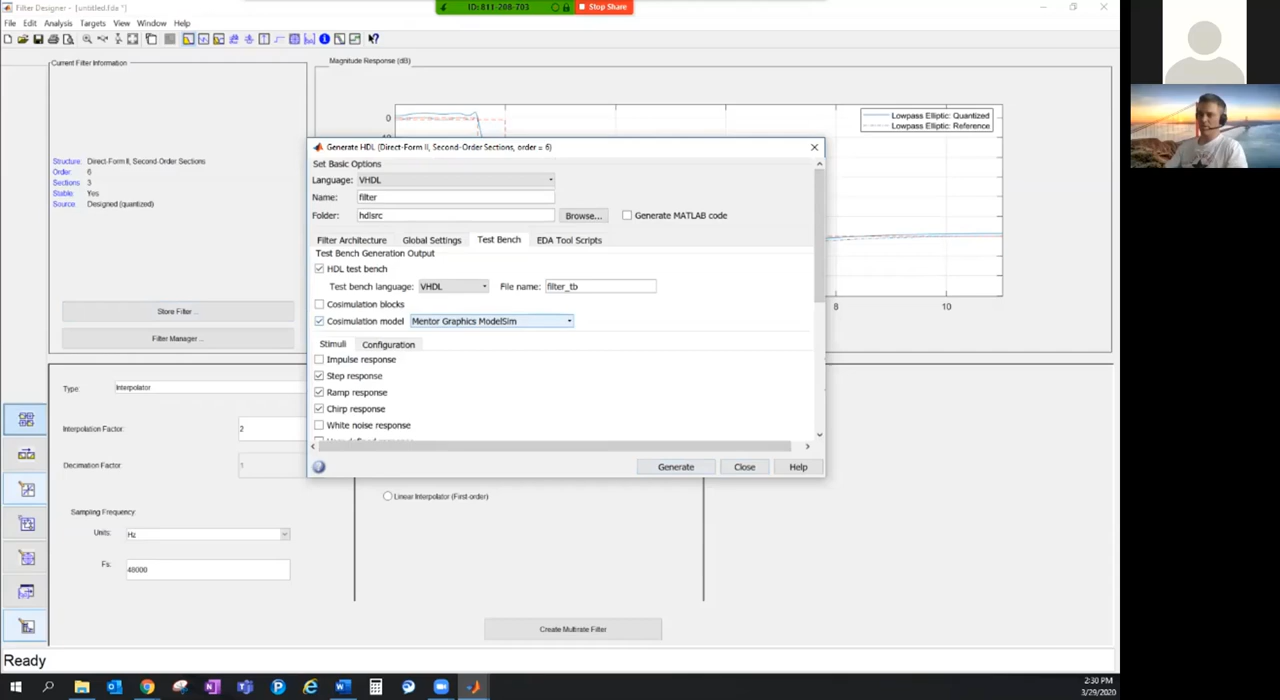 Filter Designer - [untitled.fda *]
ID: 811-208-703
Stop Share
File Edit Analysis Targets View Window Help
Current Filter Information
Structure: Direct-Form II, Second-Order Sections
Order: 6
Sections: 3
Stable: Yes
Source: Designed (quantized)
Store Filter ...
Filter Manager ...
Magnitude Response (dB)
0
Lowpass Elliptic: Quantized
Lowpass Elliptic: Reference
8 10
Generate HDL (Direct-Form II, Second-Order Sections, order = 6)
Set Basic Options
Language: VHDL
Name: filter
Folder: hdlsrc Browse... Generate MATLAB code
Filter Architecture Global Settings Test Bench EDA Tool Scripts
Test Bench Generation Output
HDL test bench
Test bench language: VHDL File name: filter_tb
Cosimulation blocks
Cosimulation model Mentor Graphics ModelSim
Stimuli Configuration
Impulse response
Step response
Ramp response
Chirp response
White noise response
Generate Close Help
Type: Interpolator
Interpolation Factor: 2
Decimation Factor: 1
Sampling Frequency:
Units: Hz
Fs: 48000
Linear Interpolator (First-order)
Create Multirate Filter
Ready
2:30 PM
3/29/2020